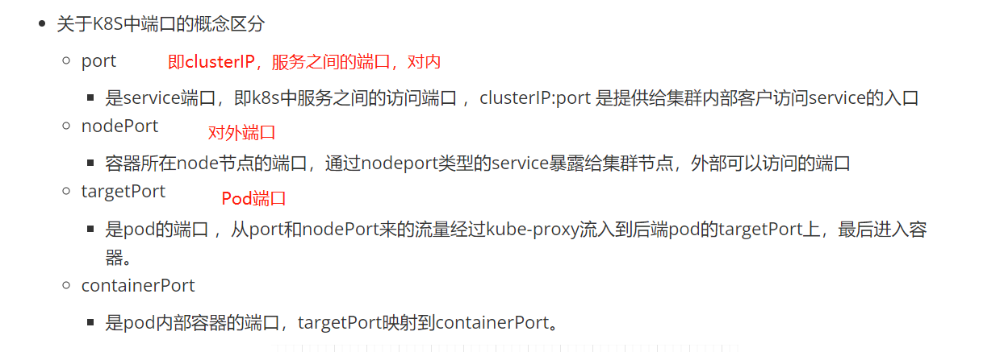 关于K8S中端口的概念区分
port 即clusterIP，服务之间的端口，对内
是service端口，即k8s中服务之间的访问端口 ，clusterIP:port 是提供给集群内部客户访问service的入口
nodePort 对外端口
容器所在node节点的端口，通过nodeport类型的service暴露给集群节点，外部可以访问的端口
targetPort Pod端口
是pod的端口 ，从port和nodePort来的流量经过kube-proxy流入到后端pod的targetPort上，最后进入容
器。
containerPort
是pod内部容器的端口，targetPort映射到containerPort。